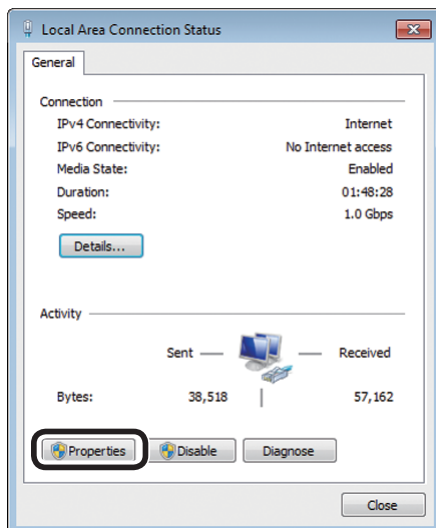 Local Area Connection Status
General
Connection
IPv4 Connectivity: Internet
IPv6 Connectivity: No Internet access
Media State: Enabled
Duration: 01:48:28
Speed: 1.0 Gbps
Details...
Activity
Sent Received
Bytes: 38,518 57,162
Properties Disable Diagnose
Close